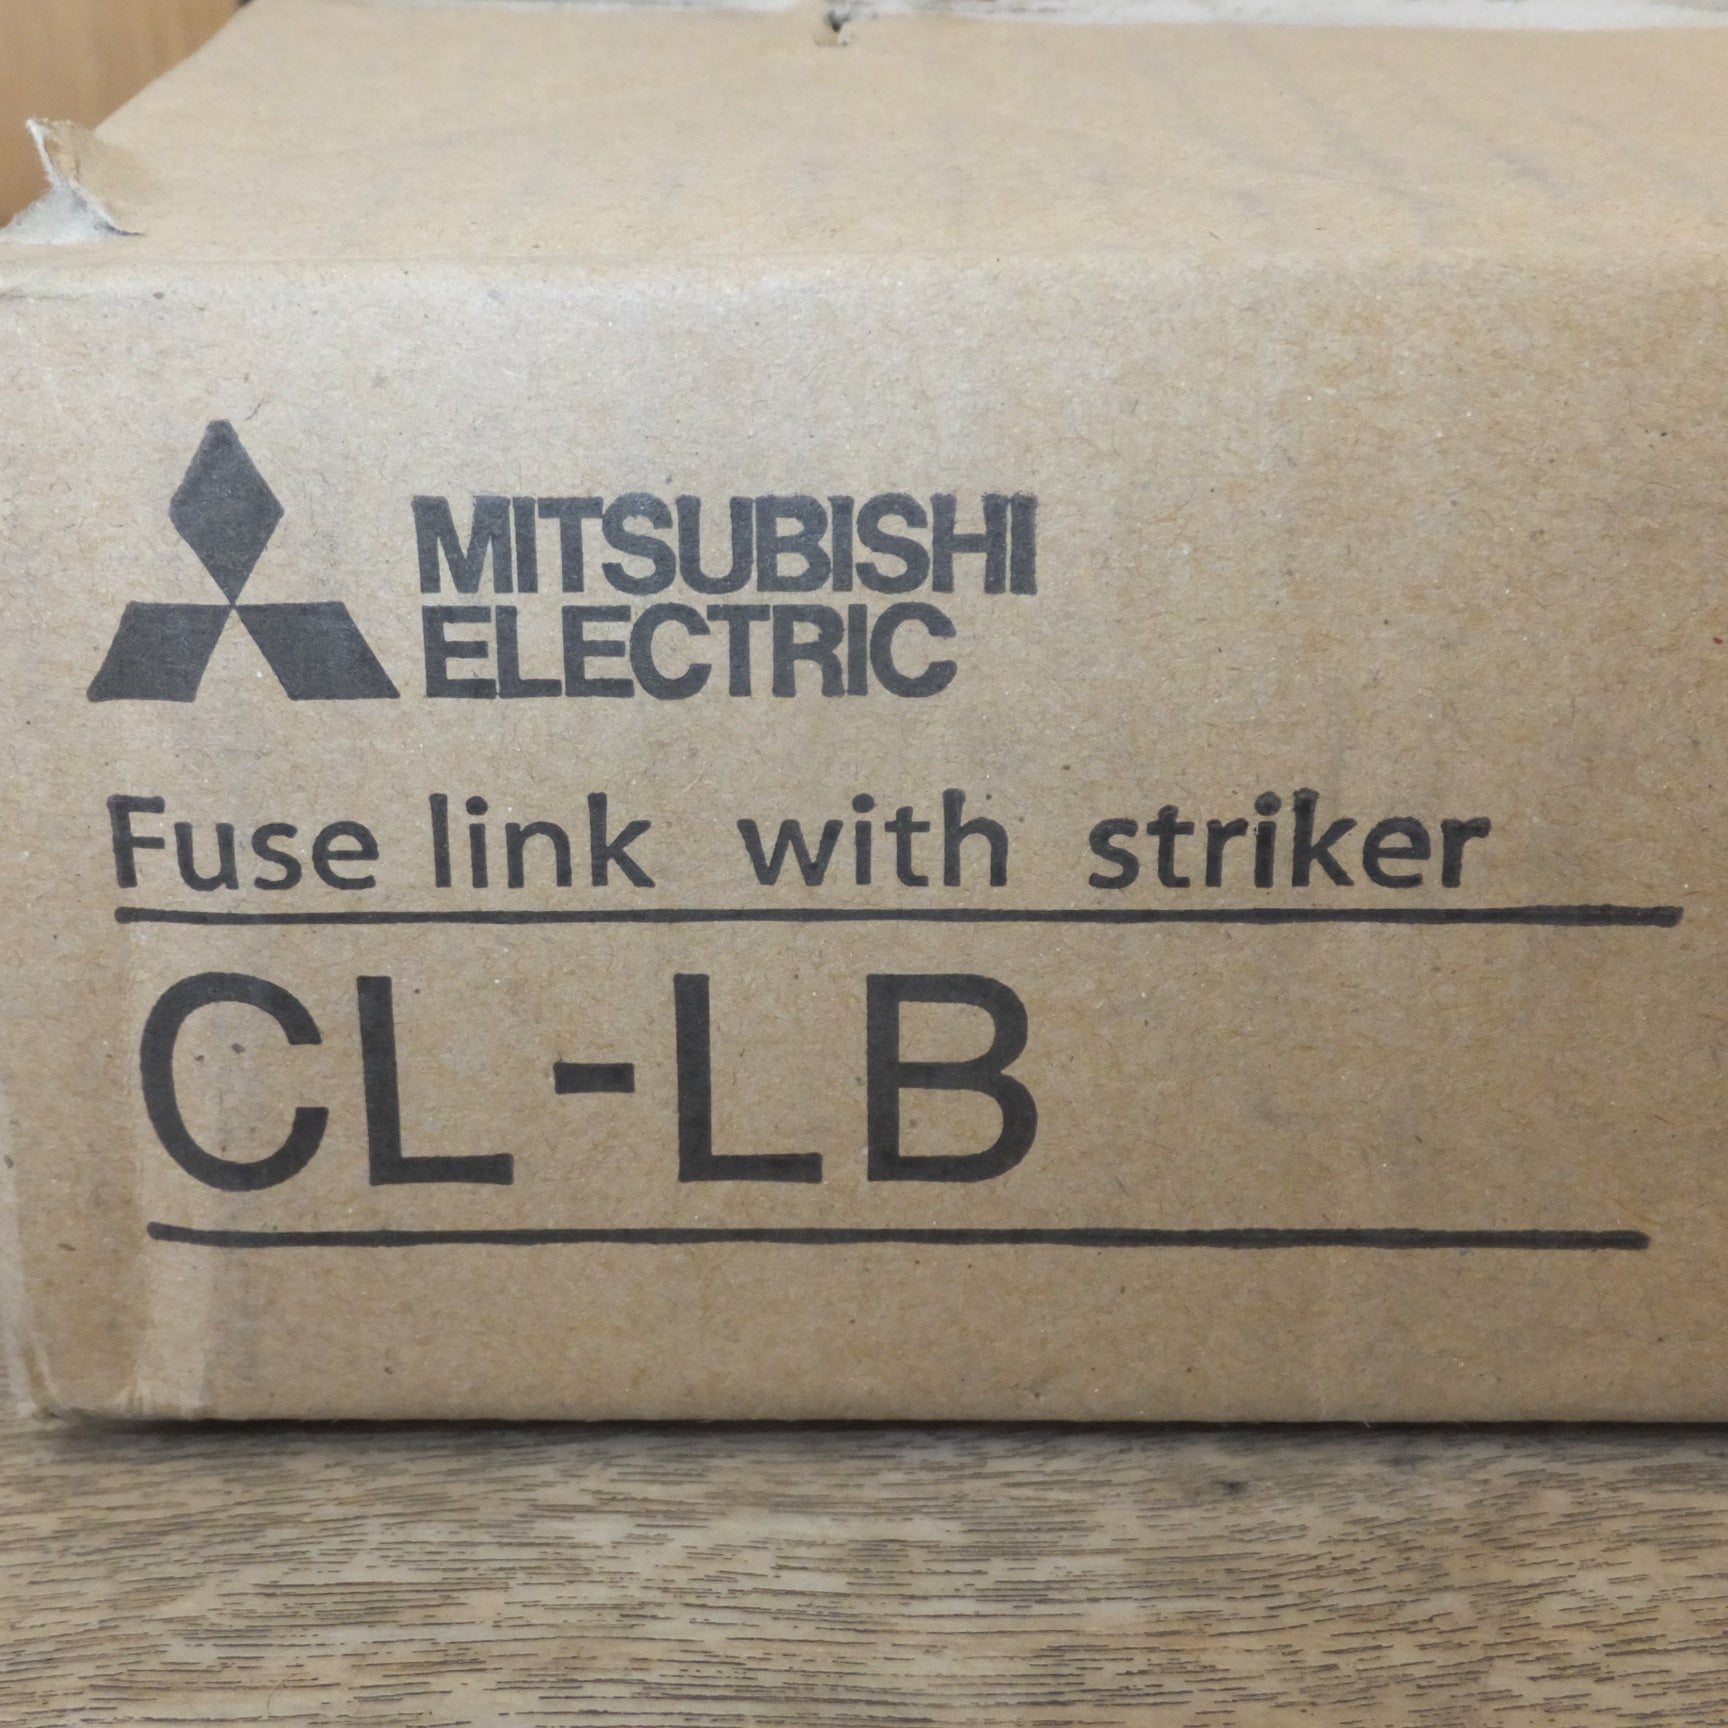 MITSUBISHI
ELECTRIC
Fuse link with striker
CL-LB